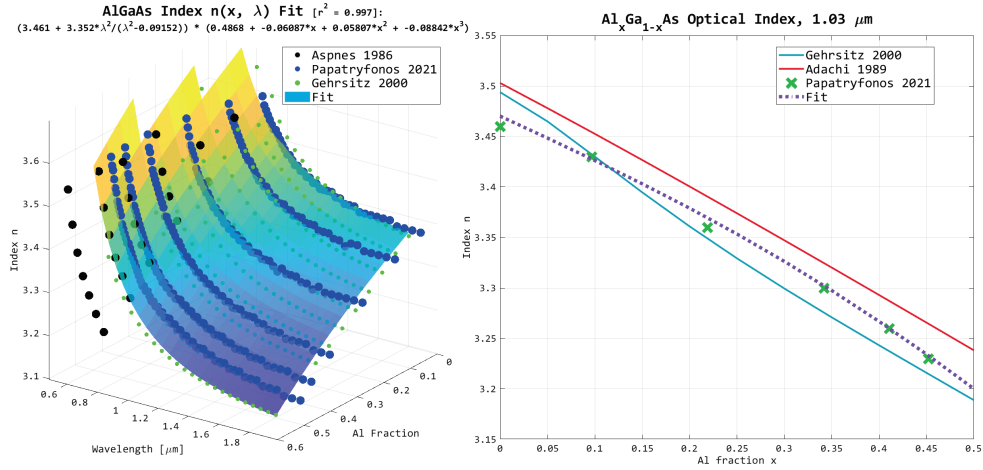 AlGaAs Index n(x, λ) Fit [r² = 0.997]:
(3.461 + 3.352*λ²/(λ²-0.09152)) * (0.4868 + -0.06087*x + 0.05807*x² + -0.08842*x³)
Aspnes 1986
Papatryfonos 2021
Gehrsitz 2000
Fit
Index n
3.6
3.5
3.4
3.3
3.2
3.1
0.6
0.8
1
1.2
1.4
1.6
1.8
Wavelength [μm]
0
0.1
0.2
0.3
0.4
0.5
0.6
Al Fraction
AlₓGa₁₋ₓAs Optical Index, 1.03 μm
Gehrsitz 2000
Adachi 1989
Papatryfonos 2021
Fit
Index n
3.55
3.5
3.45
3.4
3.35
3.3
3.25
3.2
3.15
0
0.05
0.1
0.15
0.2
0.25
0.3
0.35
0.4
0.45
0.5
Al fraction x